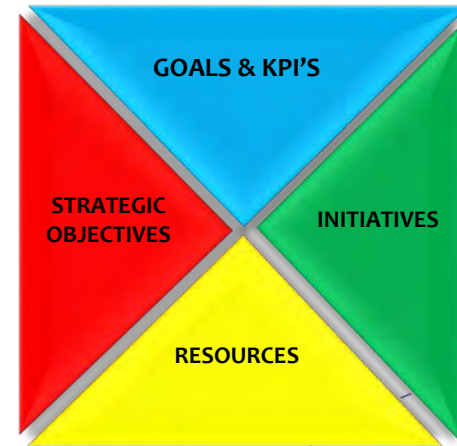 GOALS & KPI’S
STRATEGIC
OBJECTIVES
INITIATIVES
RESOURCES